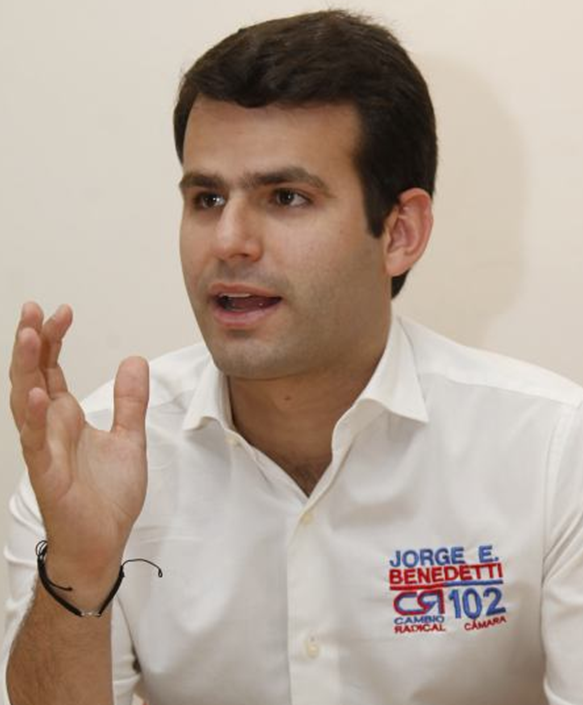 JORGE E.
BENEDETTI
CR 102
CAMBIO
RADICAL CÁMARA